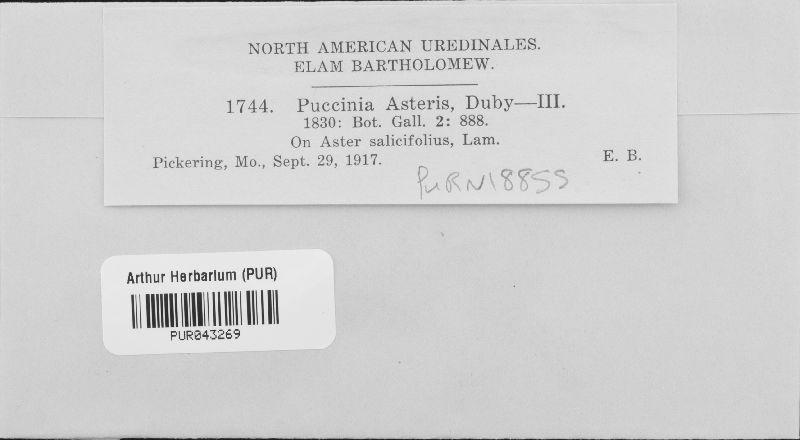 NORTH AMERICAN UREDINALES.
ELAM BARTHOLOMEW.
1744. Puccinia Asteris, Duby—III.
1830: Bot. Gall. 2: 888.
On Aster salicifolius, Lam.
Pickering, Mo., Sept. 29, 1917. E. B.
PURN18855
Arthur Herbarium (PUR)
PUR043269